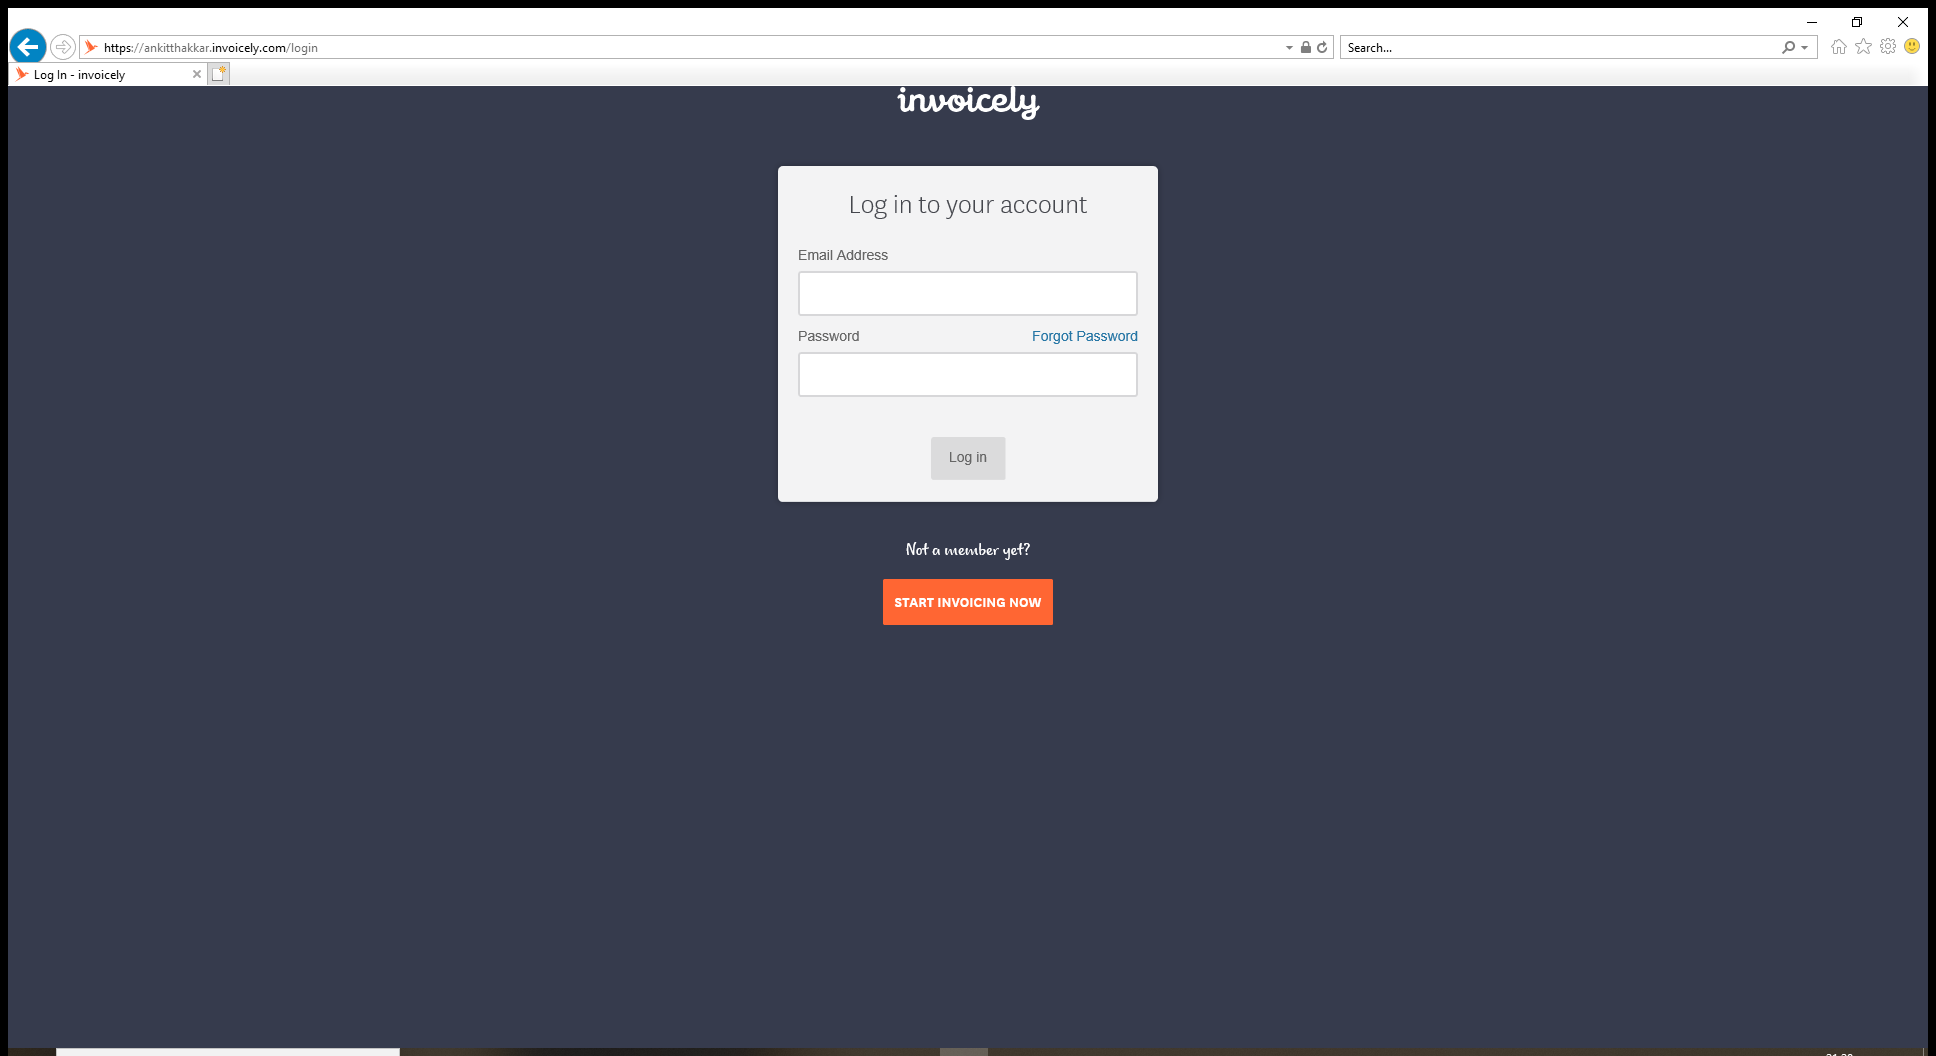 https://ankitthakkar.invoicely.com/login
Search...
Log In - invoicely
invoicely
Log in to your account
Email Address
Password
Forgot Password
Log in
Not a member yet?
START INVOICING NOW